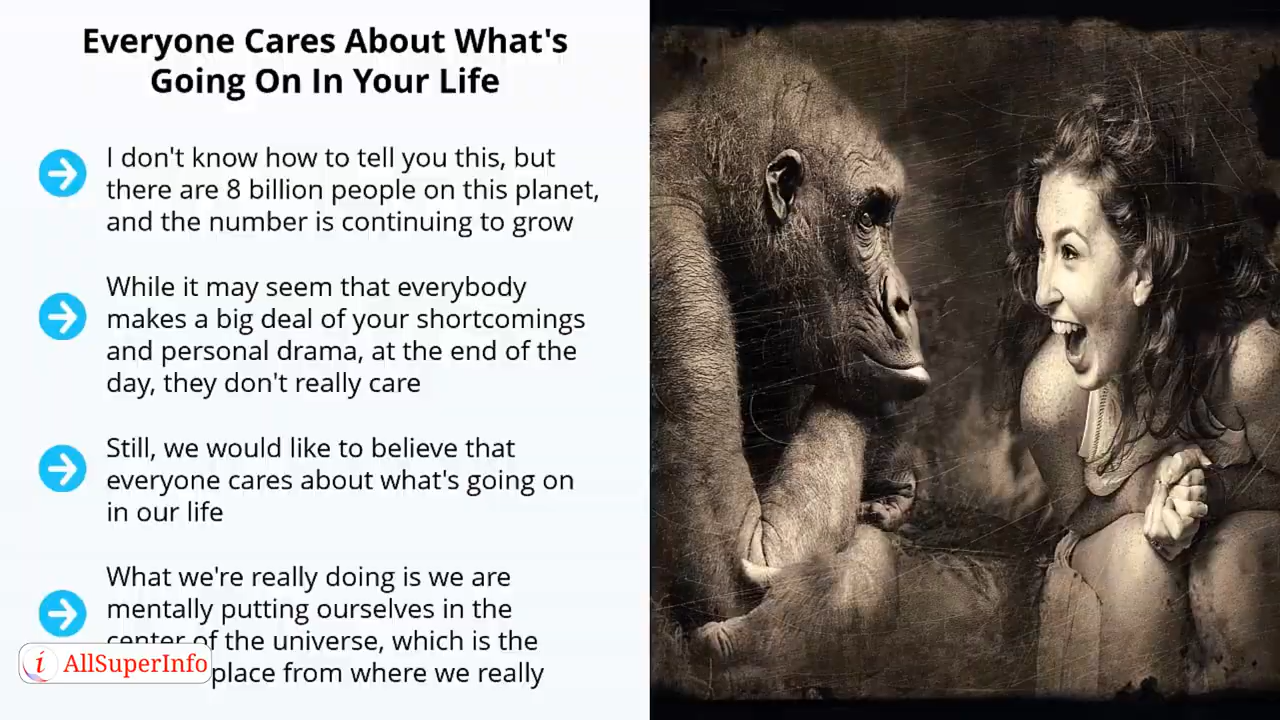 Everyone Cares About What's
Going On In Your Life
I don't know how to tell you this, but
there are 8 billion people on this planet,
and the number is continuing to grow
While it may seem that everybody
makes a big deal of your shortcomings
and personal drama, at the end of the
day, they don't really care
Still, we would like to believe that
everyone cares about what's going on
in our life
What we're really doing is we are
mentally putting ourselves in the
center of the universe, which is the
place from where we really
i AllSuperInfo